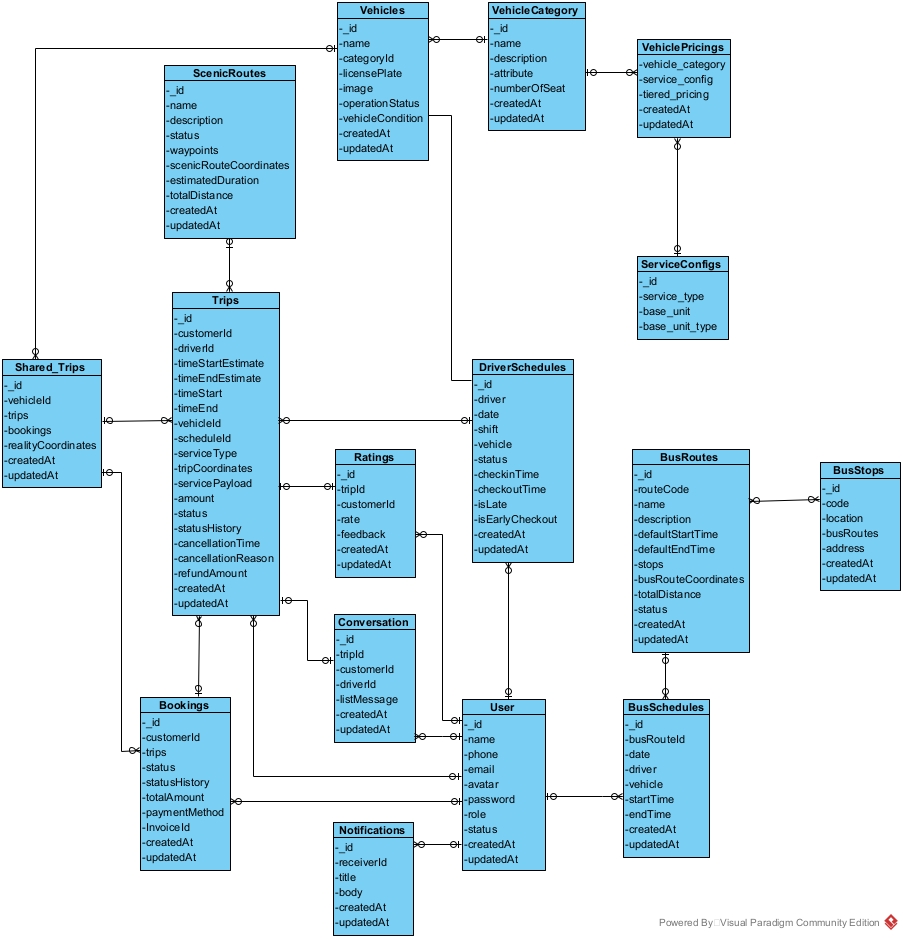 Vehicles
-_id
-name
-categoryId
-licensePlate
-image
-operationStatus
-vehicleCondition
-createdAt
-updatedAt
VehicleCategory
-_id
-name
-description
-attribute
-numberOfSeat
-createdAt
-updatedAt
VehiclePricings
-vehicle_category
-service_config
-tiered_pricing
-createdAt
-updatedAt
ScenicRoutes
-_id
-name
-description
-status
-waypoints
-scenicRouteCoordinates
-estimatedDuration
-totalDistance
-createdAt
-updatedAt
ServiceConfigs
-_id
-service_type
-base_unit
-base_unit_type
Trips
-_id
-customerId
-driverId
-timeStartEstimate
-timeEndEstimate
-timeStart
-timeEnd
-vehicleId
-scheduleId
-serviceType
-tripCoordinates
-servicePayload
-amount
-status
-statusHistory
-cancellationTime
-cancellationReason
-refundAmount
-createdAt
-updatedAt
Shared_Trips
-_id
-vehicleId
-trips
-bookings
-realityCoordinates
-createdAt
-updatedAt
DriverSchedules
-_id
-driver
-date
-shift
-vehicle
-status
-checkinTime
-checkoutTime
-isLate
-isEarlyCheckout
-createdAt
-updatedAt
Ratings
-_id
-tripId
-customerId
-rate
-feedback
-createdAt
-updatedAt
BusRoutes
-_id
-routeCode
-name
-description
-defaultStartTime
-defaultEndTime
-stops
-busRouteCoordinates
-totalDistance
-status
-createdAt
-updatedAt
BusStops
-_id
-code
-location
-busRoutes
-address
-createdAt
-updatedAt
Conversation
-_id
-tripId
-customerId
-driverId
-listMessage
-createdAt
-updatedAt
Bookings
-_id
-customerId
-trips
-status
-statusHistory
-totalAmount
-paymentMethod
-InvoiceId
-createdAt
-updatedAt
User
-_id
-name
-phone
-email
-avatar
-password
-role
-status
-createdAt
-updatedAt
BusSchedules
-_id
-busRouteId
-date
-driver
-vehicle
-startTime
-endTime
-createdAt
-updatedAt
Notifications
-_id
-receiverId
-title
-body
-createdAt
-updatedAt
Powered By Visual Paradigm Community Edition